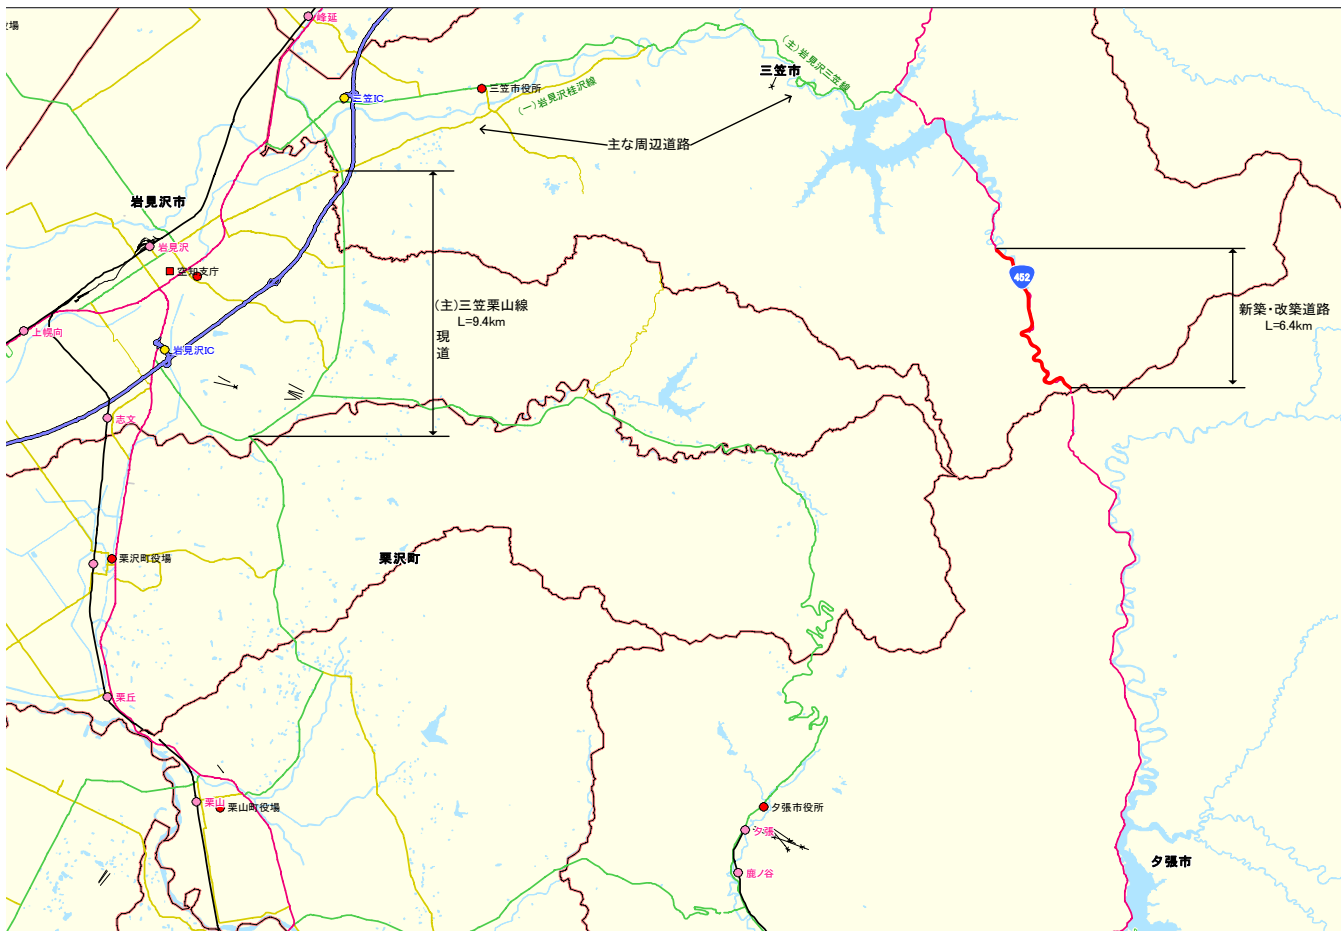 役場
峰延
(主)岩見沢三笠線
三笠市
三笠市役所
三笠IC
(一)岩見沢桂沢線
主な周辺道路
岩見沢市
岩見沢
空知支庁
452
(主)三笠栗山線
L=9.4km
現道
新築・改築道路
L=6.4km
上幌向
岩見沢IC
志文
栗沢町役場
栗沢町
栗丘
栗山
栗山町役場
夕張市役所
夕張
鹿ノ谷
夕張市